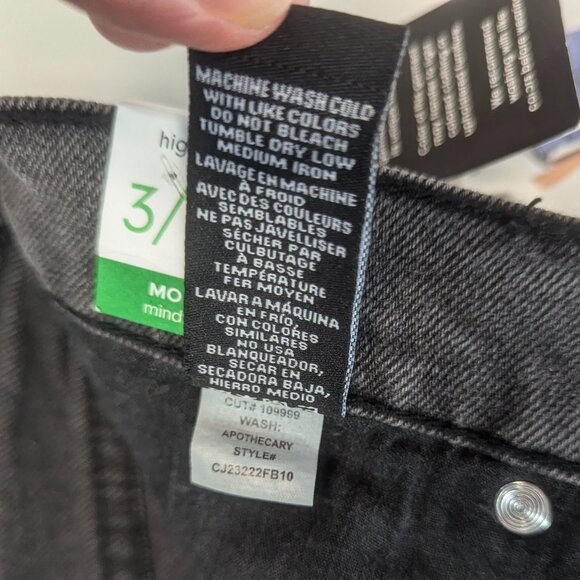 MACHINE WASH COLD
WITH LIKE COLORS
DO NOT BLEACH
TUMBLE DRY LOW
MEDIUM IRON
LAVAGE EN MACHINE
À FROID
AVEC DES COULEURS
SEMBLABLES
NE PAS JAVELLISER
SÉCHER PAR
CULBUTAGE
À BASSE
TEMPÉRATURE
FER MOYEN
LAVAR A MÁQUINA
EN FRÍO,
CON COLORES
SIMILARES
NO USA
BLANQUEADOR,
SECAR EN
SECADORA BAJA,
HIERRO MEDIO
CUT# 109999
WASH:
APOTHECARY
STYLE#
CJ23222FB10
hig
3/
MO
mind